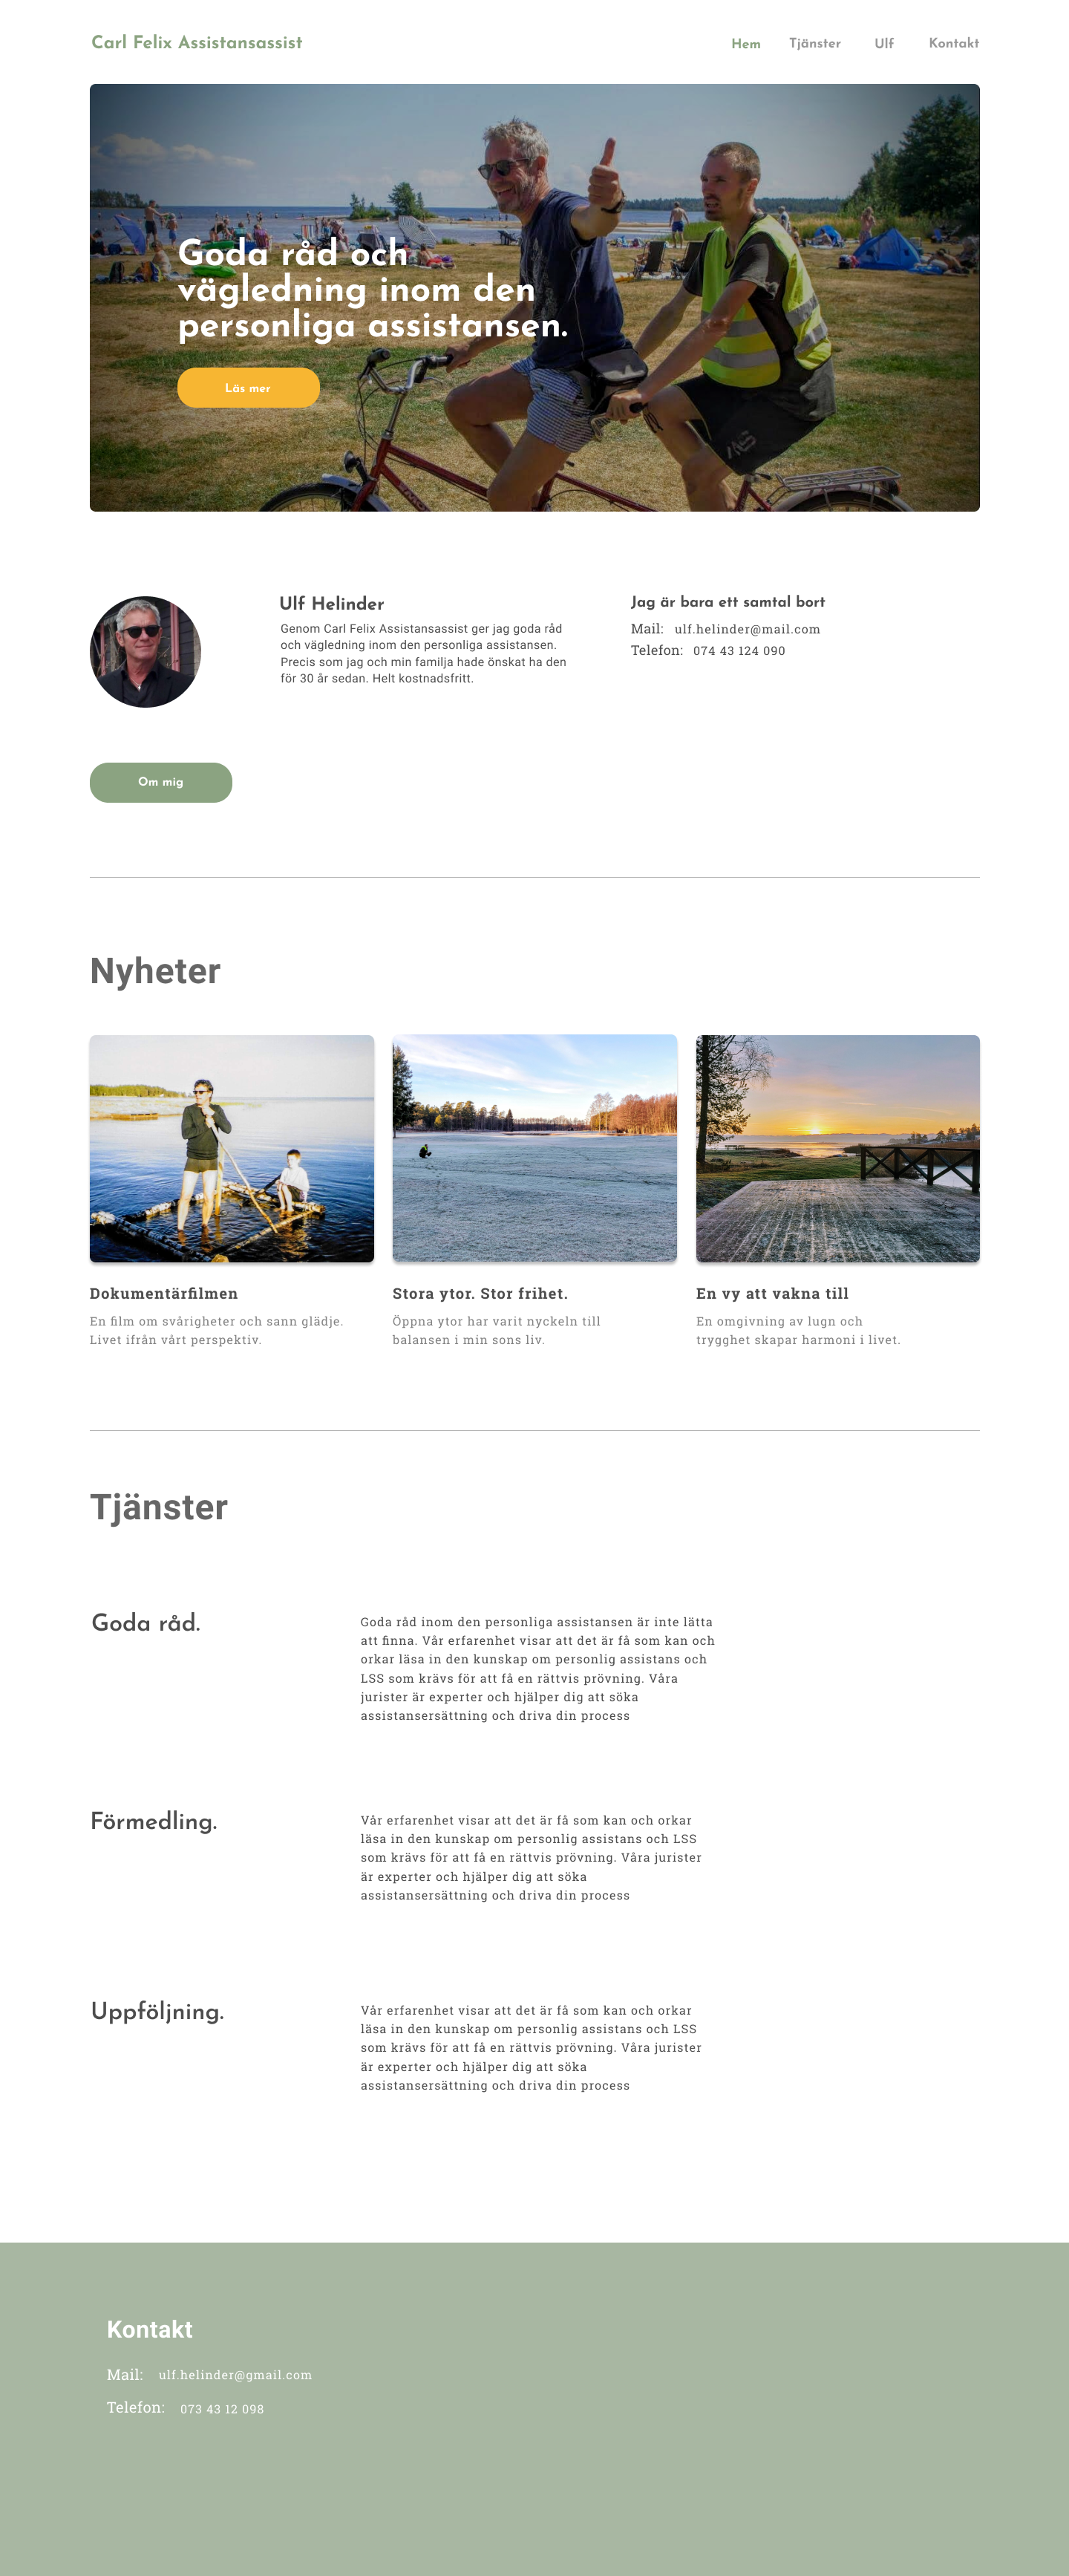 Carl Felix Assistansassist
Hem Tjänster Ulf Kontakt
Goda råd och
vägledning inom den
personliga assistansen.
Läs mer
Ulf Helinder
Genom Carl Felix Assistansassist ger jag goda råd
och vägledning inom den personliga assistansen.
Precis som jag och min familja hade önskat ha den
för 30 år sedan. Helt kostnadsfritt.
Jag är bara ett samtal bort
Mail: ulf.helinder@mail.com
Telefon: 074 43 124 090
Om mig
Nyheter
Dokumentärfilmen
En film om svårigheter och sann glädje.
Livet ifrån vårt perspektiv.
Stora ytor. Stor frihet.
Öppna ytor har varit nyckeln till
balansen i min sons liv.
En vy att vakna till
En omgivning av lugn och
trygghet skapar harmoni i livet.
Tjänster
Goda råd.
Goda råd inom den personliga assistansen är inte lätta
att finna. Vår erfarenhet visar att det är få som kan och
orkar läsa in den kunskap om personlig assistans och
LSS som krävs för att få en rättvis prövning. Våra
jurister är experter och hjälper dig att söka
assistansersättning och driva din process
Förmedling.
Vår erfarenhet visar att det är få som kan och orkar
läsa in den kunskap om personlig assistans och LSS
som krävs för att få en rättvis prövning. Våra jurister
är experter och hjälper dig att söka
assistansersättning och driva din process
Uppföljning.
Vår erfarenhet visar att det är få som kan och orkar
läsa in den kunskap om personlig assistans och LSS
som krävs för att få en rättvis prövning. Våra jurister
är experter och hjälper dig att söka
assistansersättning och driva din process
Kontakt
Mail: ulf.helinder@gmail.com
Telefon: 073 43 12 098